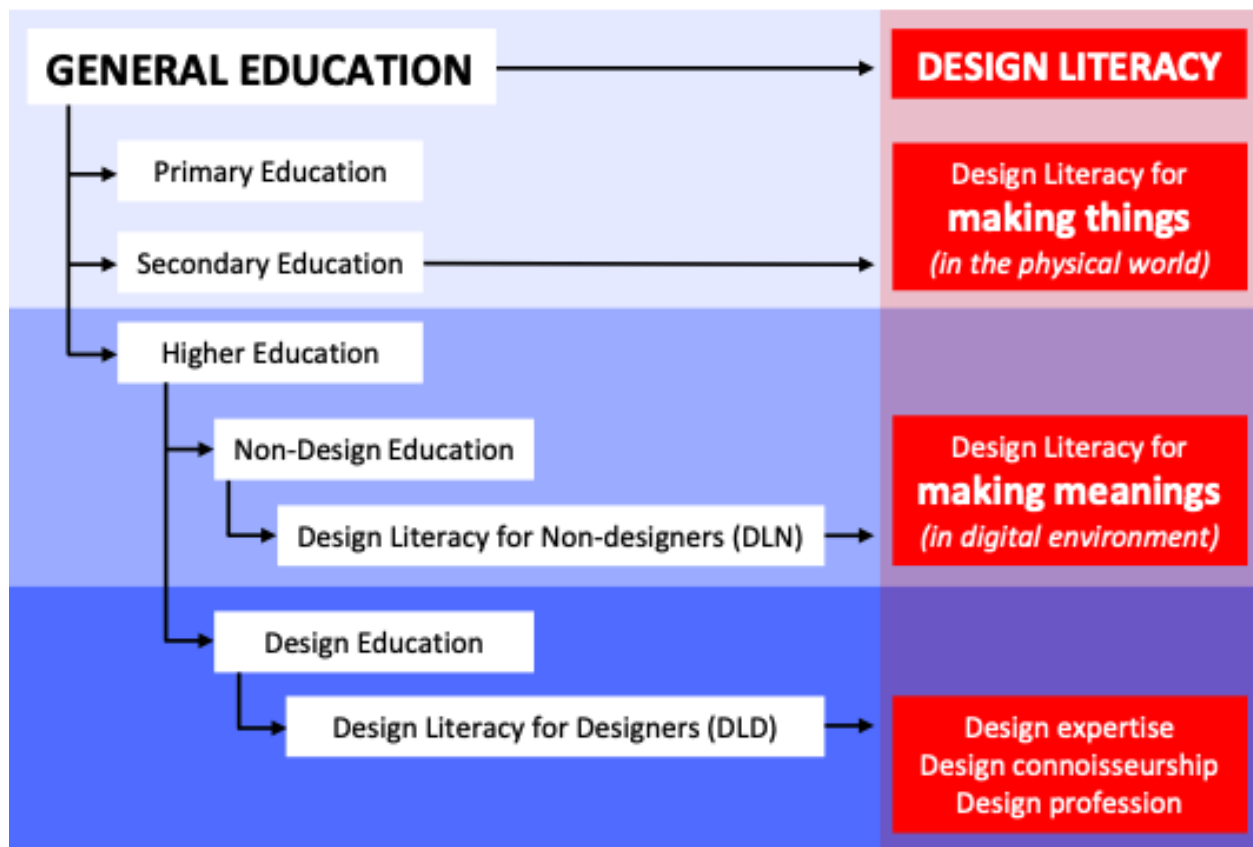 GENERAL EDUCATION
DESIGN LITERACY
Primary Education
Secondary Education
Design Literacy for
making things
(in the physical world)
Higher Education
Non-Design Education
Design Literacy for Non-designers (DLN)
Design Literacy for
making meanings
(in digital environment)
Design Education
Design Literacy for Designers (DLD)
Design expertise
Design connoisseurship
Design profession